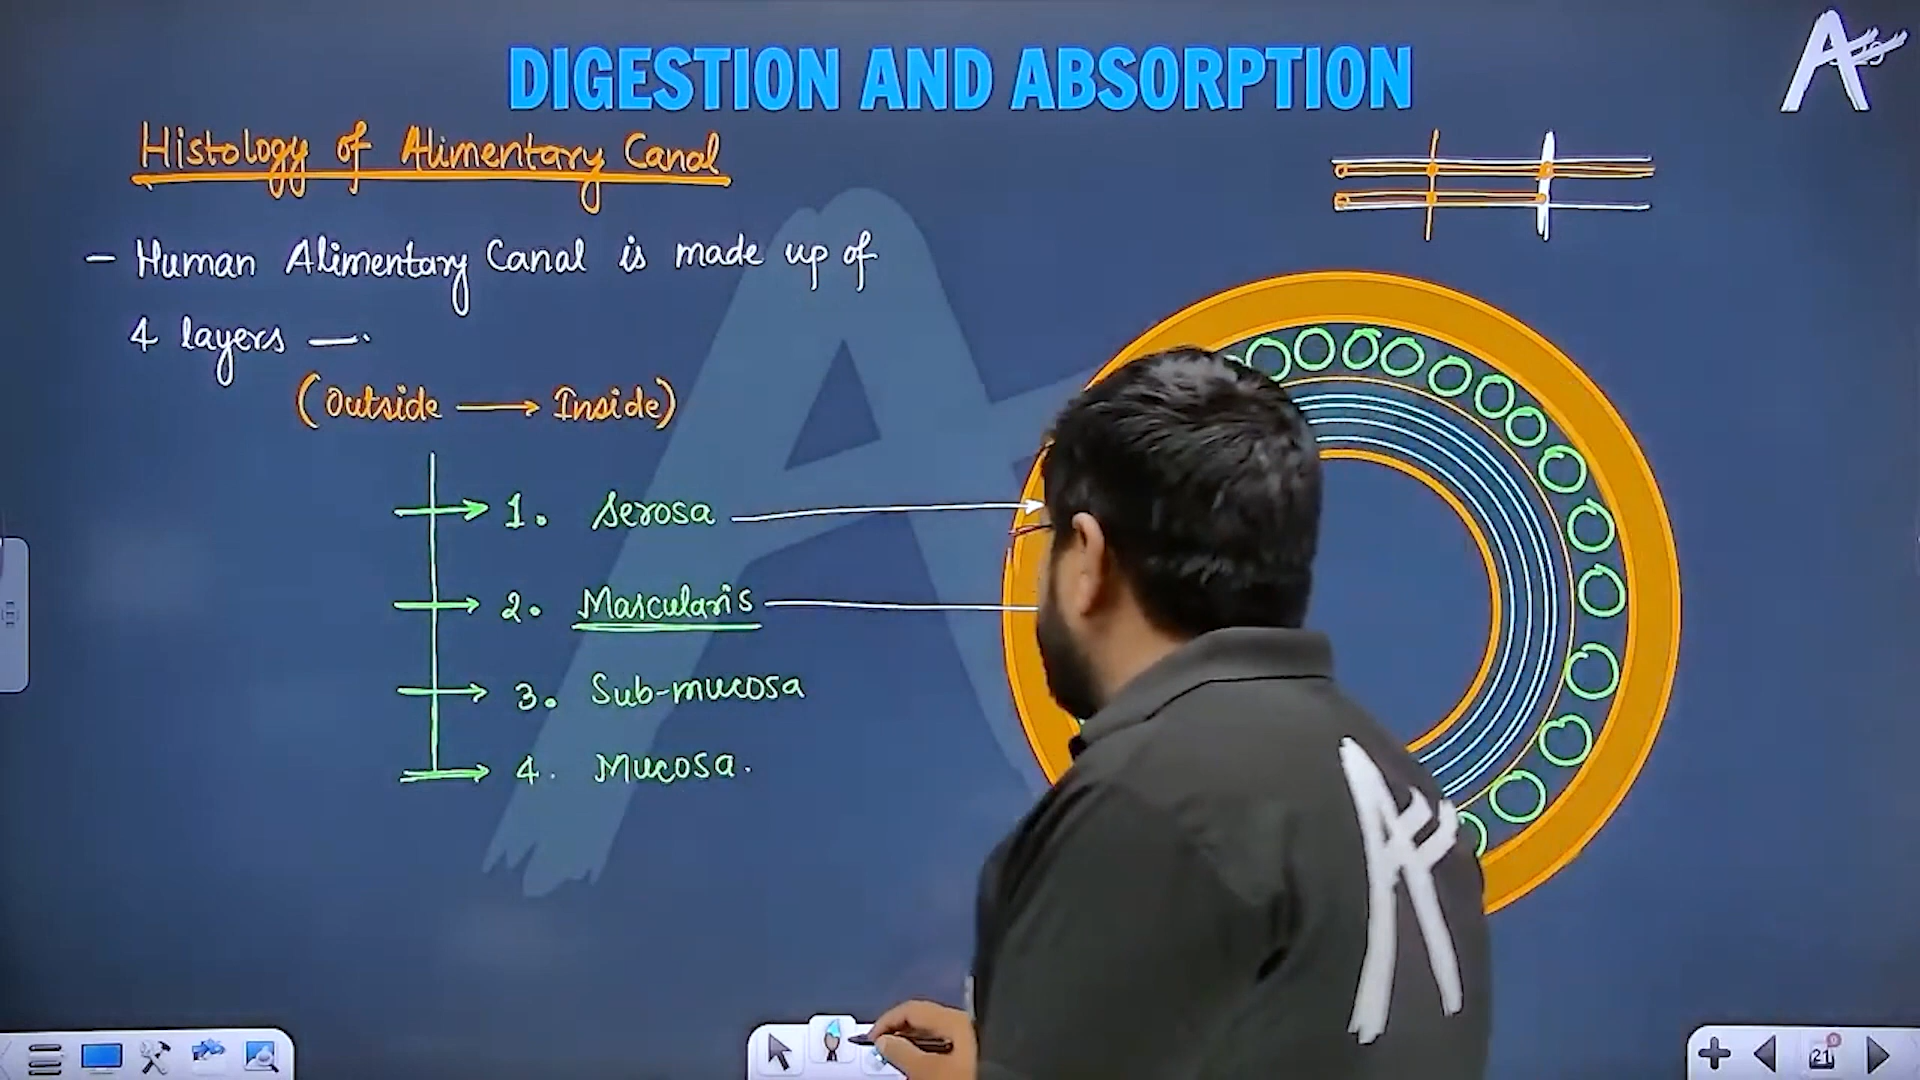 DIGESTION AND ABSORPTION
Histology of Alimentary Canal
- Human Alimentary Canal is made up of
4 layers —
(Outside → Inside)
1. Serosa
2. Mascularis
3. Sub-mucosa
4. Mucosa.
21